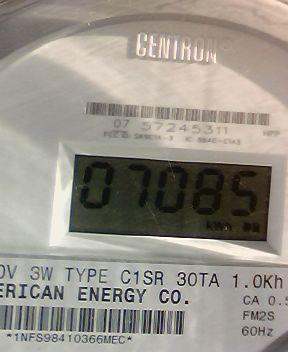 CENTRON
07 57245311
07085
kWh
0V 3W TYPE C1SR 30TA 1.0Kh
ERICAN ENERGY CO.
CA 0.5
FM2S
60Hz
*1NFS98410366MEC*